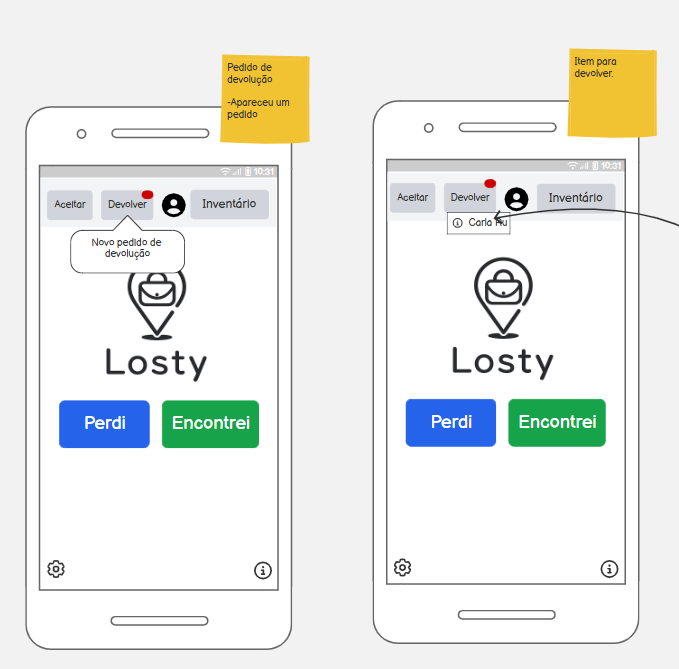 Pedido de
devolução
-Apareceu um
pedido
10:31
Aceitar
Devolver
Inventário
Novo pedido de
devolução
Losty
Perdi
Encontrei
Item para
devolver.
10:31
Aceitar
Devolver
Inventário
Carla
Losty
Perdi
Encontrei